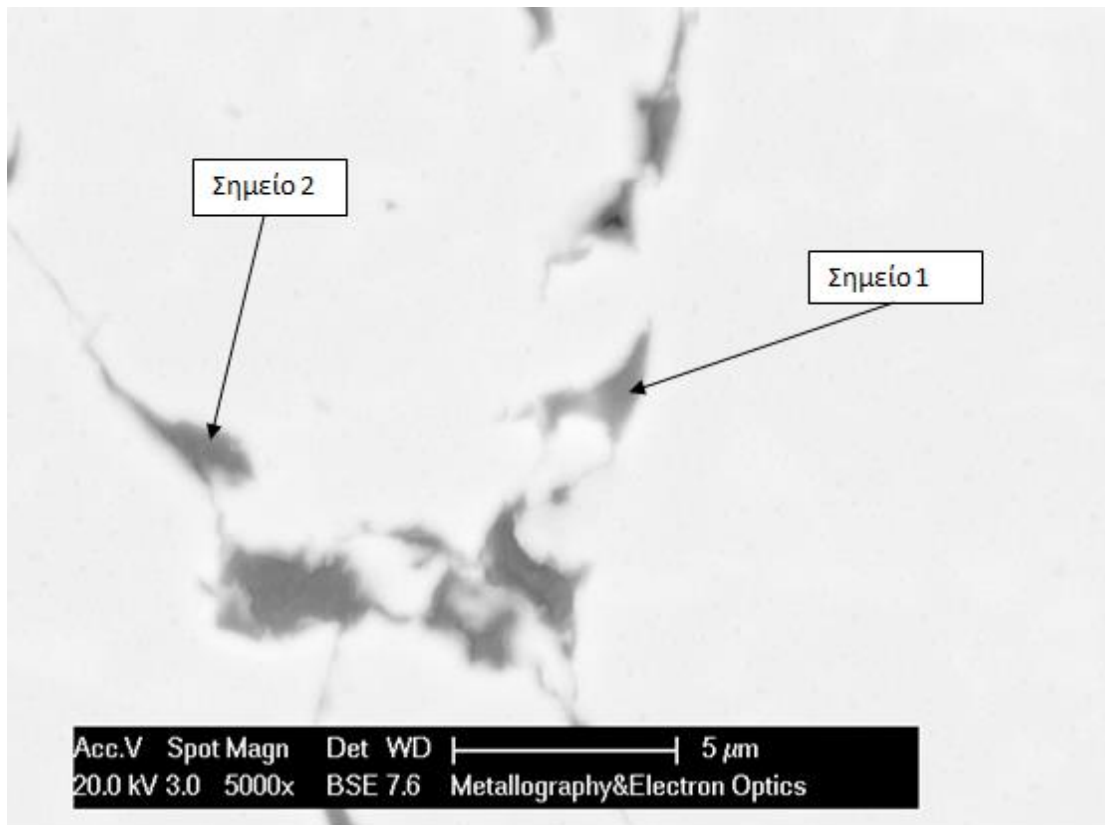 Σημείο 2
Σημείο 1
Acc.V Spot Magn Det WD 5 µm
20.0 kV 3.0 5000x BSE 7.6 Metallography&Electron Optics